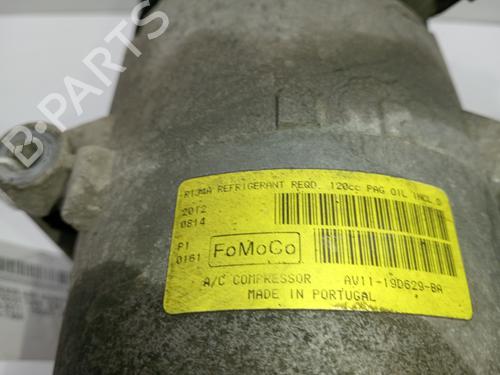 R134A REFRIGERANT REQD. 120cc PAG OIL INCL'D
2012
0814
P1
0161
FoMoCo
A/C COMPRESSOR AV11-19D629-BA
MADE IN PORTUGAL
B-PARTS